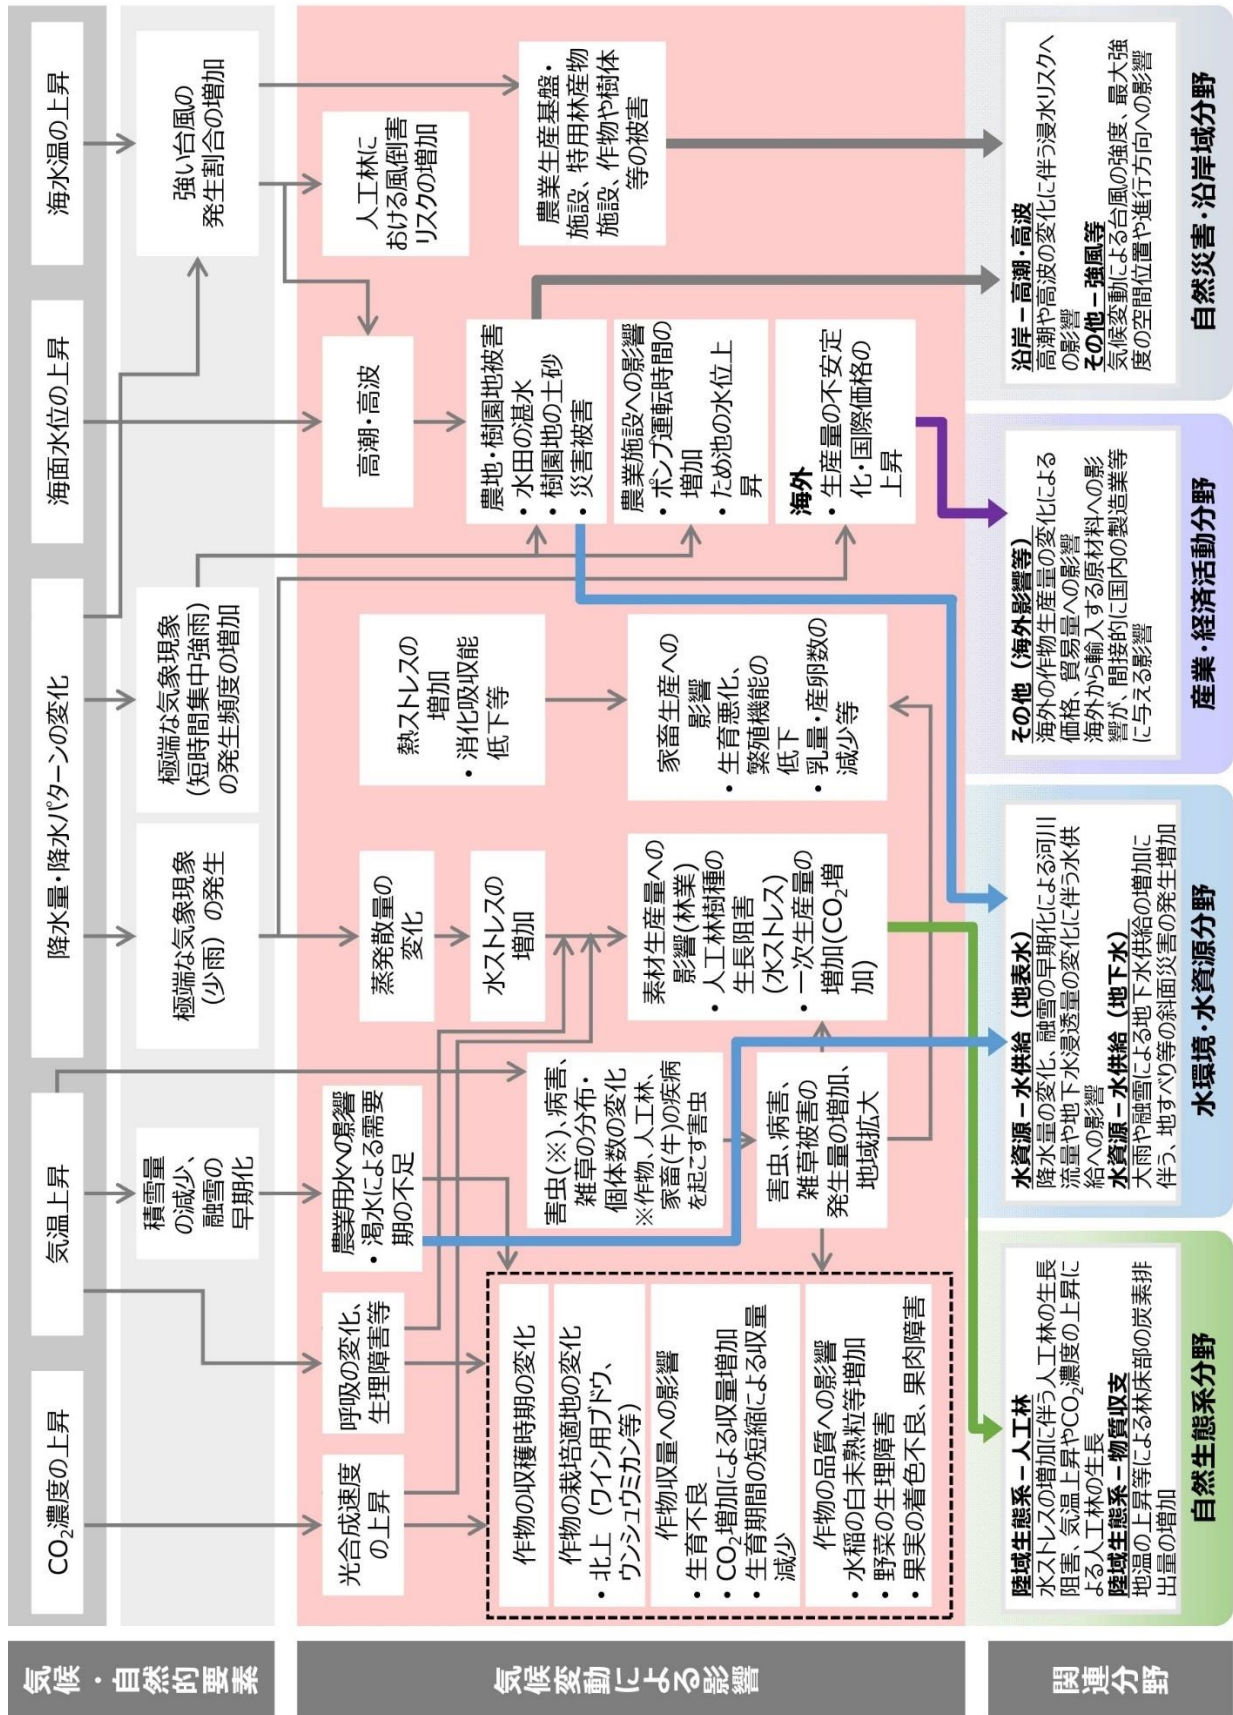 気候・自然的要素
CO₂濃度の上昇
気温上昇
降水量・降水パターンの変化
海面水位の上昇
海水温の上昇
積雪量
の減少、
融雪の
早期化
極端な気象現象
(少雨)の発生
極端な気象現象
(短時間集中強雨)
の発生頻度の増加
強い台風の
発生割合の増加
気候変動による影響
光合成速度
の上昇
呼吸の変化、
生理障害等
農業用水への影響
• 渇水による需要
期の不足
蒸発散量の
変化
水ストレスの
増加
熱ストレスの
増加
• 消化吸収能
低下等
高潮・高波
人工林に
おける風倒害
リスクの増加
作物の収穫時期の変化
作物の栽培適地の変化
• 北上（ワイン用ブドウ、
ウンシュウミカン等）
作物収量への影響
• 生育不良
• CO₂増加による収量増加
• 生育期間の短縮による収量
減少
作物の品質への影響
• 水稲の白未熟粒等増加
• 野菜の生理障害
• 果実の着色不良、果肉障害
害虫(※)、病害、
雑草の分布・
個体数の変化
※作物、人工林、
家畜(牛)の疾病
を起こす害虫
害虫、病害、
雑草被害の
発生量の増加、
地域拡大
素材生産量への
影響(林業)
• 人工林樹種の
生長阻害
(水ストレス)
• 一次生産量の
増加(CO₂増
加)
家畜生産への
影響
• 生育悪化、
繁殖機能の
低下
• 乳量・産卵数の
減少等
農地・樹園地被害
• 水田の湛水
• 樹園地の土砂
• 災害被害
農業施設への影響
• ポンプ運転時間の
増加
• ため池の水位上
昇
海外
• 生産量の不安定
化・国際価格の
上昇
農業生産基盤・
施設、特用林産物
施設、作物や樹体
等の被害
関連分野
陸域生態系－人工林
水ストレスの増加に伴う人工林の生長
阻害、気温上昇やCO₂濃度の上昇に
よる人工林の生長
陸域生態系－物質収支
地温の上昇等による林床部の炭素排
出量の増加
自然生態系分野
水資源－水供給（地表水）
降水量の変化、融雪の早期化による河川
流量や地下水浸透量の変化に伴う水供
給への影響
水資源－水供給（地下水）
大雨や融雪による地下水供給の増加に
伴う、地すべり等の斜面災害の発生増加
水環境・水資源分野
その他（海外影響等）
海外の作物生産量の変化による
価格、貿易量への影響
海外から輸入する原材料への影
響が、間接的に国内の製造業等
に与える影響
産業・経済活動分野
沿岸－高潮・高波
高潮や高波の変化に伴う浸水リスクへ
の影響
その他－強風等
気候変動による台風の強度、最大強
度の空間位置や進行方向への影響
自然災害・沿岸域分野